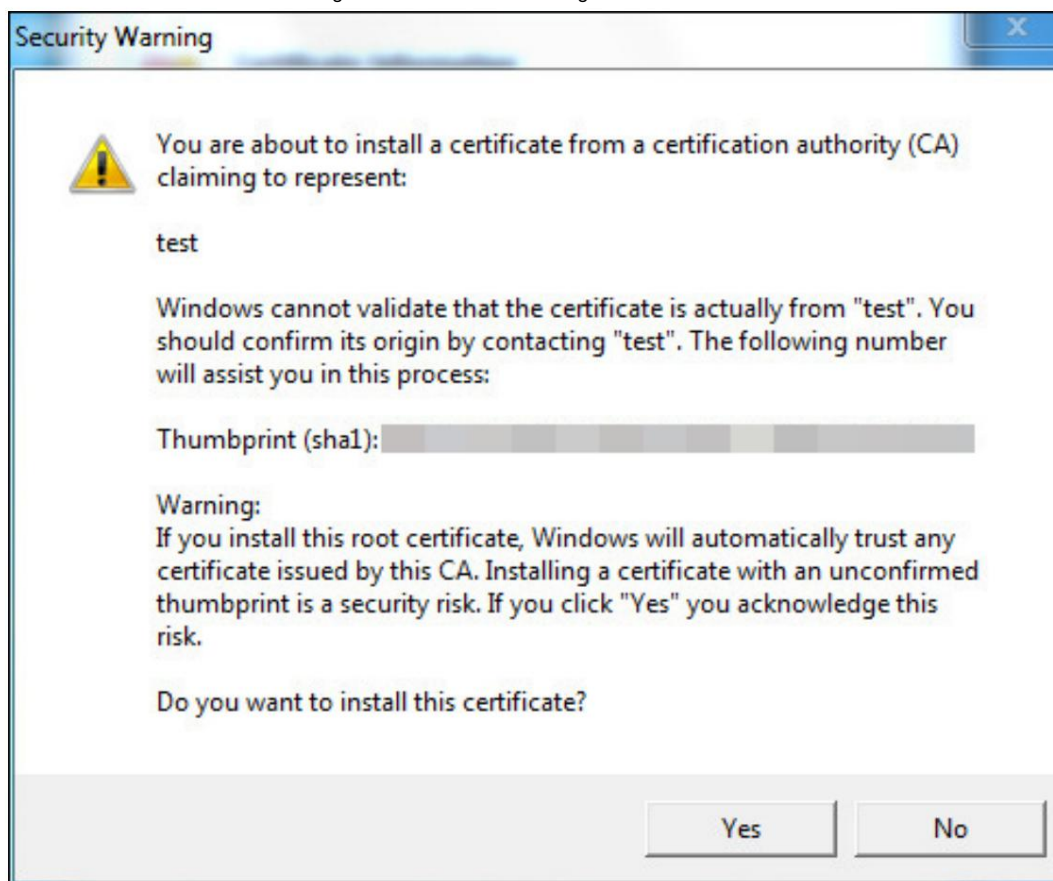 Security Warning
You are about to install a certificate from a certification authority (CA)
claiming to represent:
test
Windows cannot validate that the certificate is actually from "test". You
should confirm its origin by contacting "test". The following number
will assist you in this process:
Thumbprint (sha1):
Warning:
If you install this root certificate, Windows will automatically trust any
certificate issued by this CA. Installing a certificate with an unconfirmed
thumbprint is a security risk. If you click "Yes" you acknowledge this
risk.
Do you want to install this certificate?
Yes No